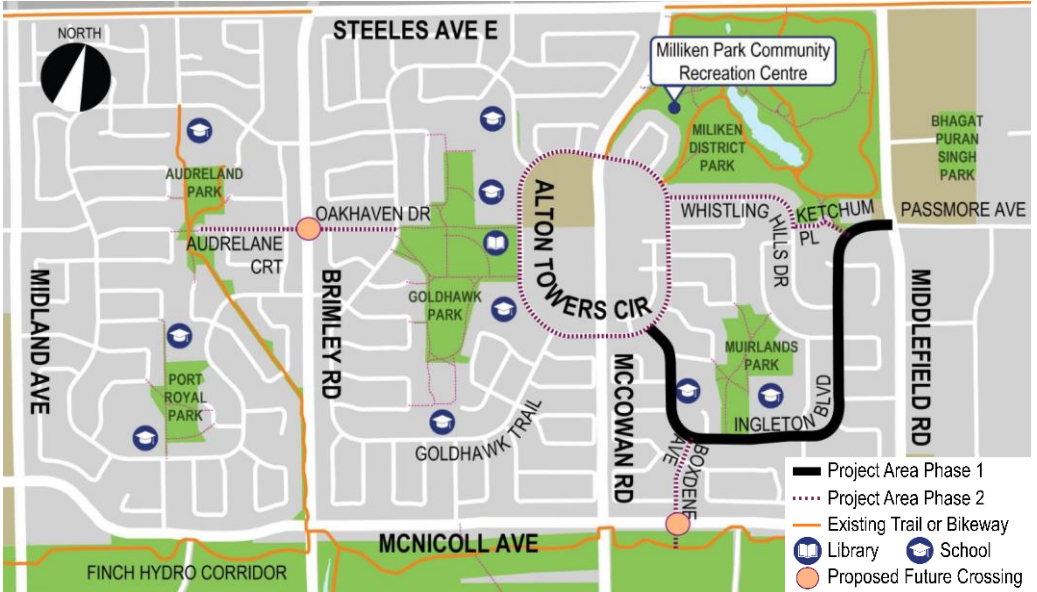 STEELES AVE E
NORTH
Milliken Park Community
Recreation Centre
MILIKEN
DISTRICT
PARK
BHAGAT
PURAN
SINGH
PARK
AUDRELAND
PARK
OAKHAVEN DR
AUDRELANE
CRT
ALTON TOWERS CIR
WHISTLING
HILLS DR
KETCHUM
PL
PASSMORE AVE
MIDLAND AVE
BRIMLEY RD
GOLDHAWK
PARK
MCCOWAN RD
MUIRLANDS
PARK
MIDDLEFIELD RD
PORT
ROYAL
PARK
GOLDHAWK TRAIL
INGLETON
BLVD
BOXDENE
AVE
MCNICOLL AVE
FINCH HYDRO CORRIDOR
Project Area Phase 1
Project Area Phase 2
Existing Trail or Bikeway
Library
School
Proposed Future Crossing